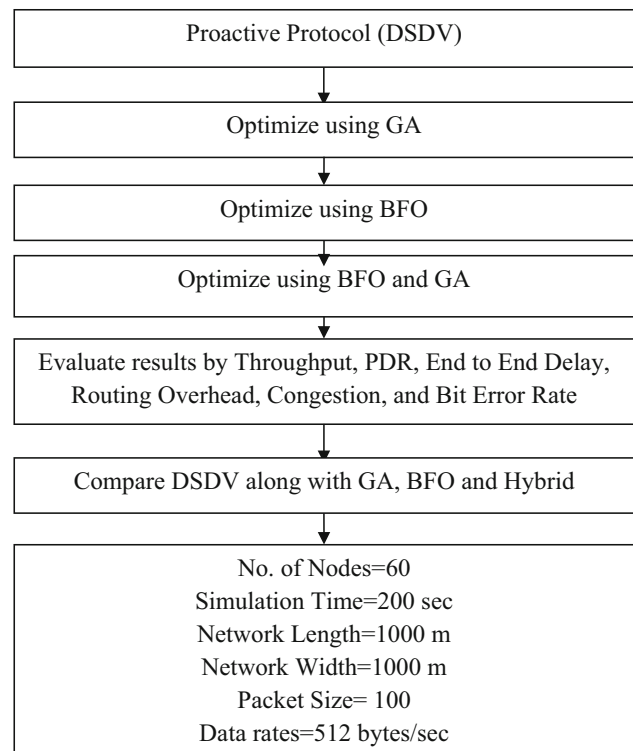 Proactive Protocol (DSDV)
Optimize using GA
Optimize using BFO
Optimize using BFO and GA
Evaluate results by Throughput, PDR, End to End Delay,
Routing Overhead, Congestion, and Bit Error Rate
Compare DSDV along with GA, BFO and Hybrid
No. of Nodes=60
Simulation Time=200 sec
Network Length=1000 m
Network Width=1000 m
Packet Size= 100
Data rates=512 bytes/sec